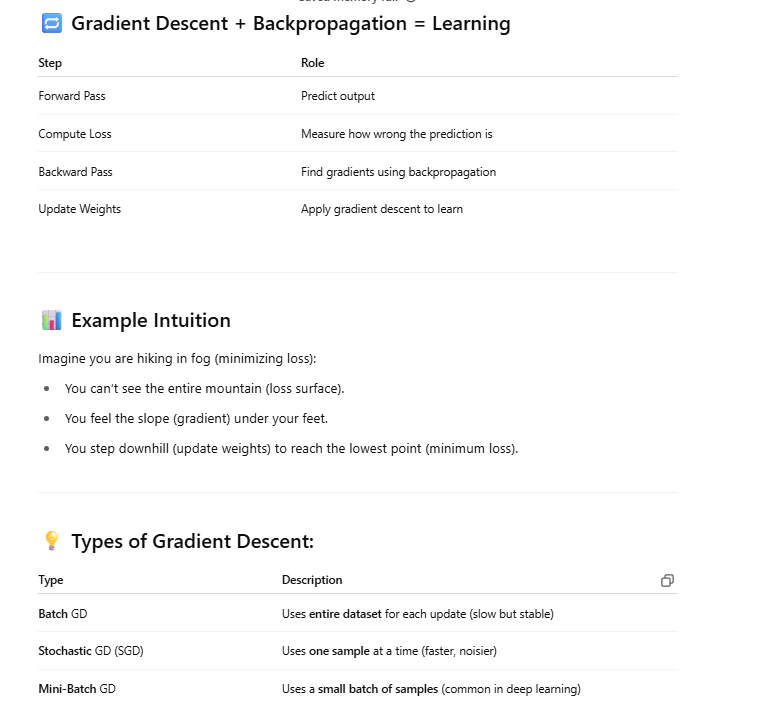 Gradient Descent + Backpropagation = Learning
Step Role
Forward Pass Predict output
Compute Loss Measure how wrong the prediction is
Backward Pass Find gradients using backpropagation
Update Weights Apply gradient descent to learn
Example Intuition
Imagine you are hiking in fog (minimizing loss):
• You can't see the entire mountain (loss surface).
• You feel the slope (gradient) under your feet.
• You step downhill (update weights) to reach the lowest point (minimum loss).
Types of Gradient Descent:
Type Description
Batch GD Uses entire dataset for each update (slow but stable)
Stochastic GD (SGD) Uses one sample at a time (faster, noisier)
Mini-Batch GD Uses a small batch of samples (common in deep learning)